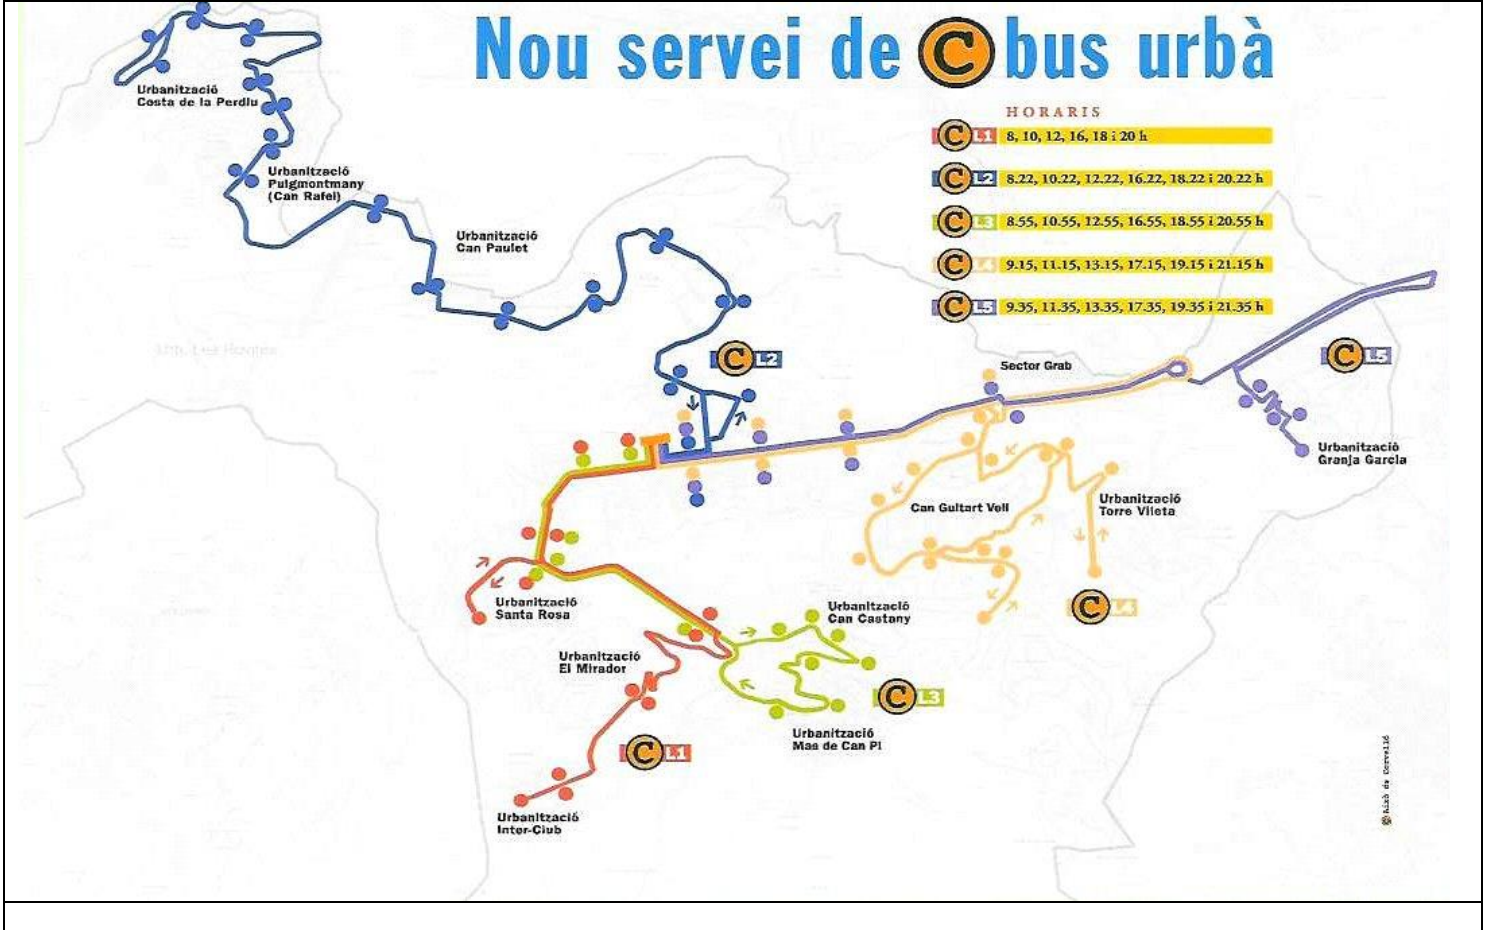 Nou servei de C bus urbà
HORARIS
C L1 8, 10, 12, 16, 18 i 20 h
C L2 8.22, 10.22, 12.22, 16.22, 18.22 i 20.22 h
C L3 8.55, 10.55, 12.55, 16.55, 18.55 i 20.55 h
C L4 9.15, 11.15, 13.15, 17.15, 19.15 i 21.15 h
C L5 9.35, 11.35, 13.35, 17.35, 19.35 i 21.35 h
Urbanització
Costa de la Perdiu
Urbanització
Puigmontmany
(Can Rafel)
Urbanització
Can Paulet
C L2
Sector Grab
C L5
Urbanització
Granja García
Can Guitart Vell
Urbanització
Torre Vileta
C L4
Urbanització
Santa Rosa
Urbanització
Can Castany
Urbanització
El Mirador
C L3
Urbanització
Mas de Can Pi
C L1
Urbanització
Inter-Club